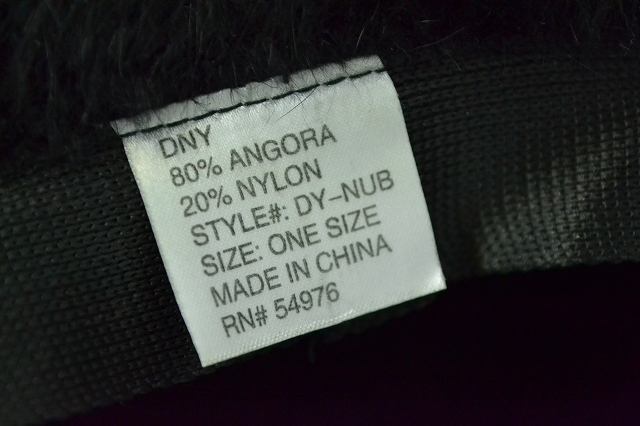 DNY
80% ANGORA
20% NYLON
STYLE#: DY-NUB
SIZE: ONE SIZE
MADE IN CHINA
RN# 54976